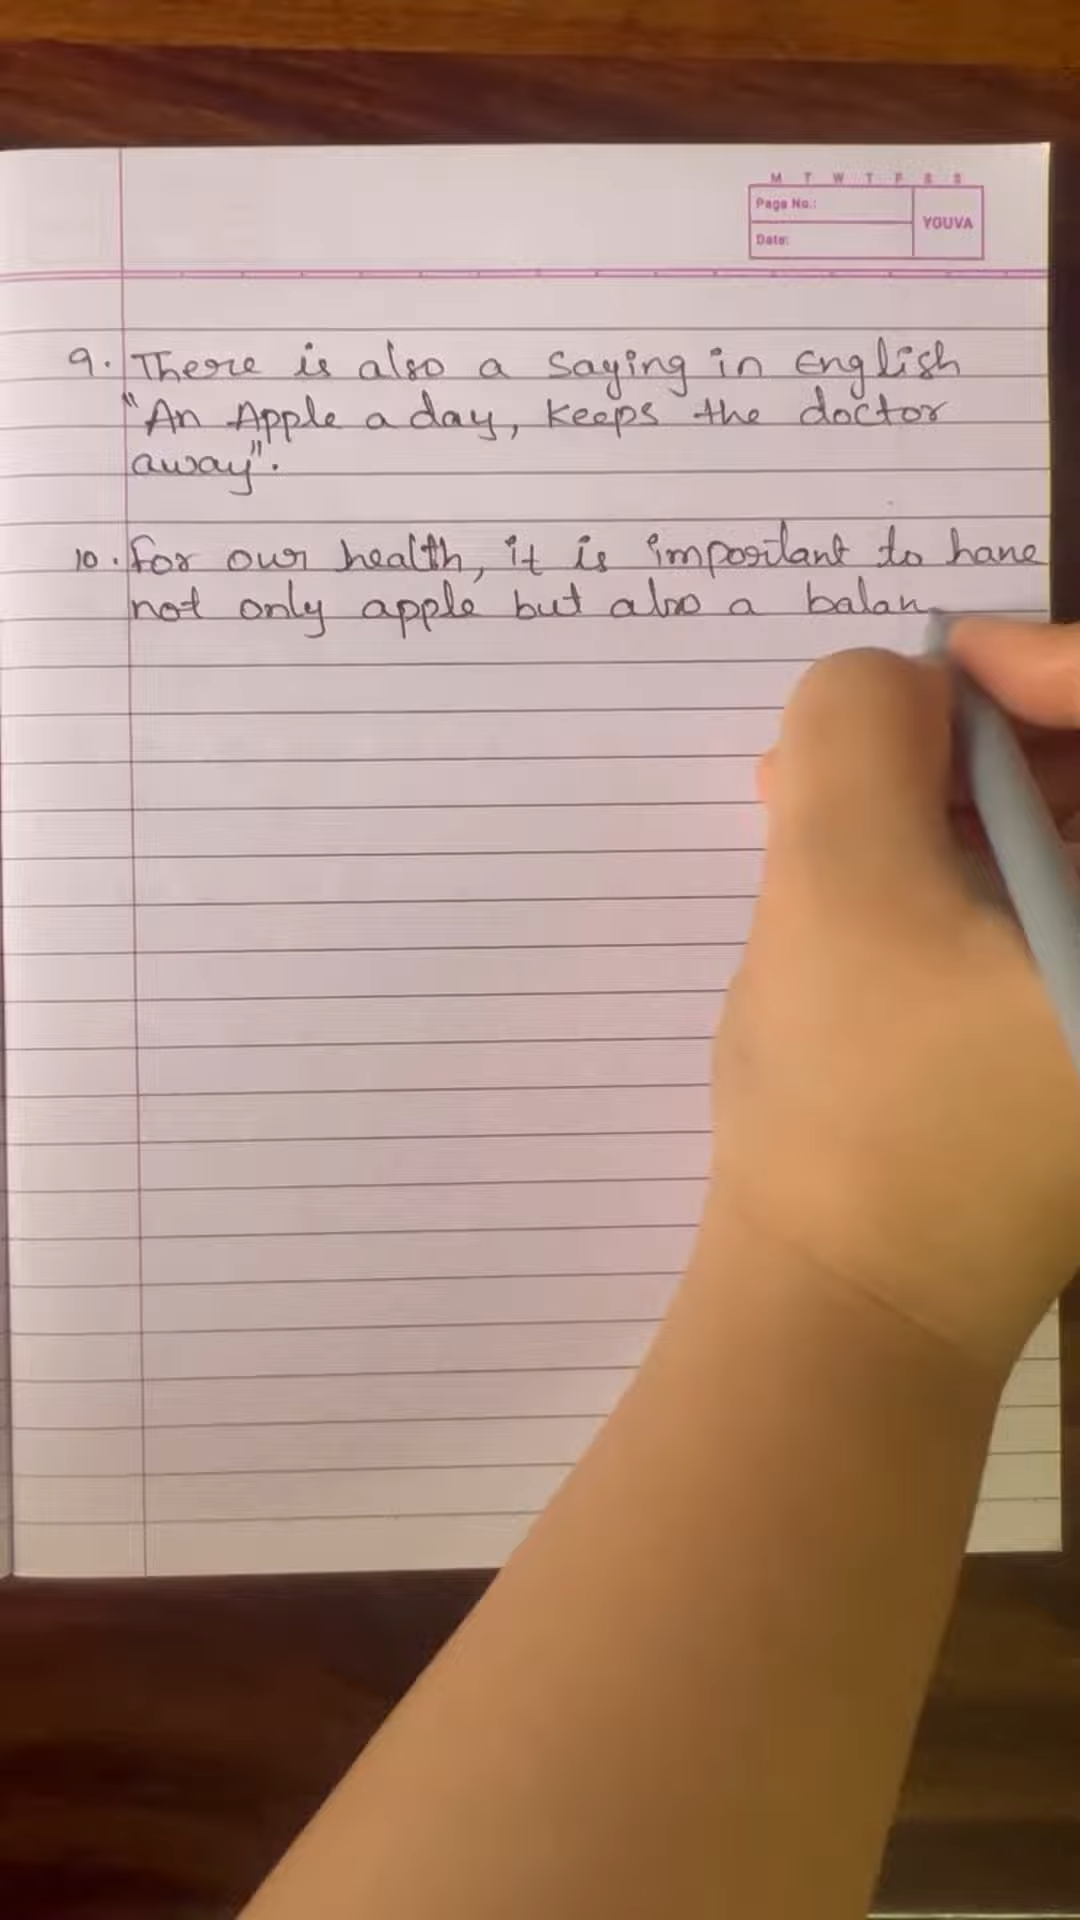 M T W T F S S
Page No.:
YOUVA
Date:
9. There is also a saying in English
"An Apple a day, keeps the doctor
away".
10. For our health, it is important to have
not only apple but also a balan